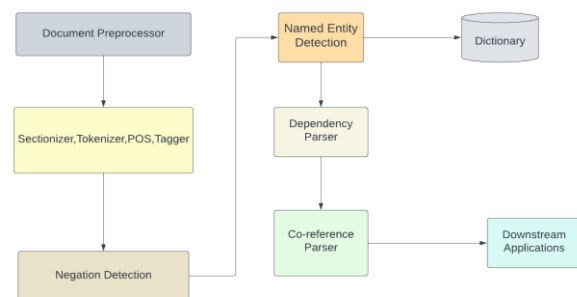 Document Preprocessor
Sectionizer,Tokenizer,POS,Tagger
Negation Detection
Named Entity
Detection
Dictionary
Dependency
Parser
Co-reference
Parser
Downstream
Applications